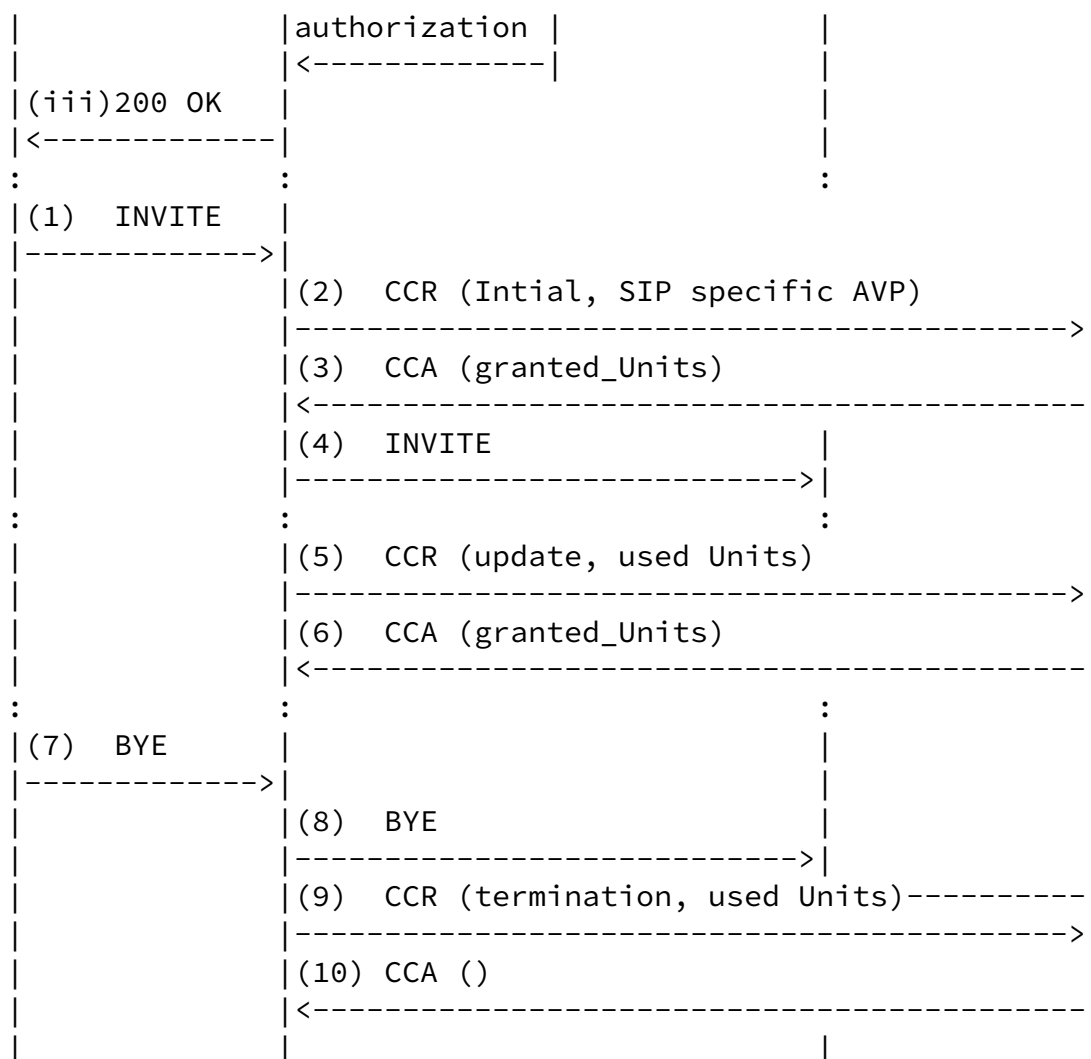 authorization
(iii)200 OK
(1) INVITE
(2) CCR (Intial, SIP specific AVP)
(3) CCA (granted_Units)
(4) INVITE
(5) CCR (update, used Units)
(6) CCA (granted_Units)
(7) BYE
(8) BYE
(9) CCR (termination, used Units)
(10) CCA ()